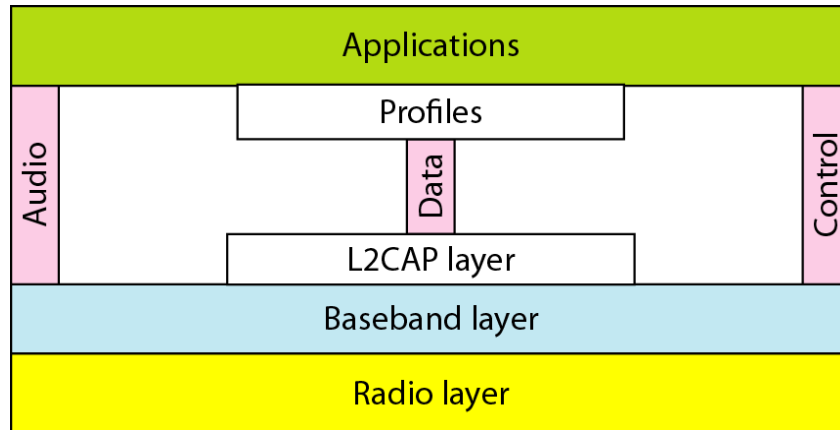 Applications
Profiles
Audio
Data
Control
L2CAP layer
Baseband layer
Radio layer